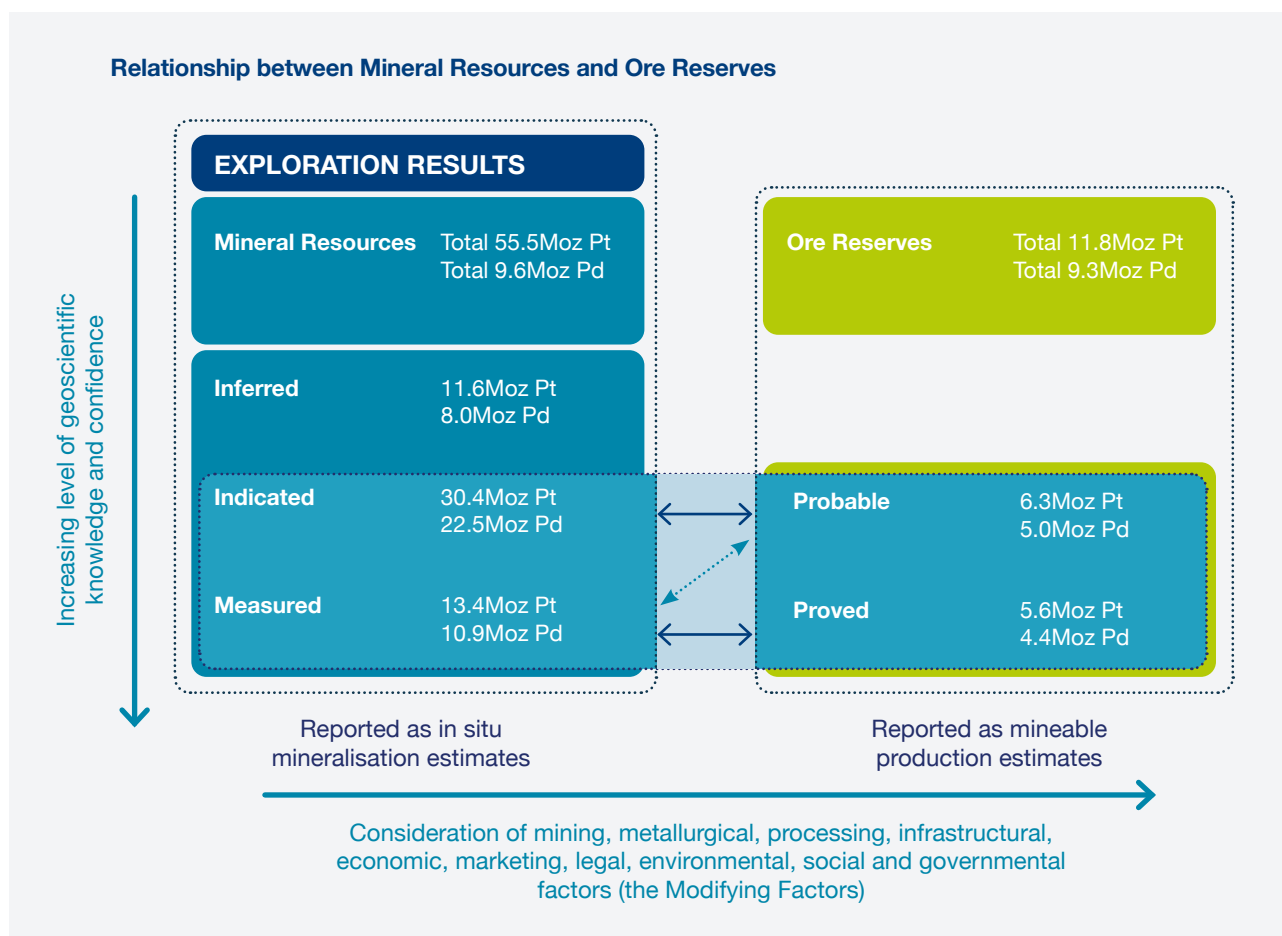 Relationship between Mineral Resources and Ore Reserves
Increasing level of geoscientific
knowledge and confidence
EXPLORATION RESULTS
Mineral Resources Total 55.5Moz Pt
Total 9.6Moz Pd
Inferred 11.6Moz Pt
8.0Moz Pd
Indicated 30.4Moz Pt
22.5Moz Pd
Measured 13.4Moz Pt
10.9Moz Pd
Reported as in situ
mineralisation estimates
Ore Reserves Total 11.8Moz Pt
Total 9.3Moz Pd
Probable 6.3Moz Pt
5.0Moz Pd
Proved 5.6Moz Pt
4.4Moz Pd
Reported as mineable
production estimates
Consideration of mining, metallurgical, processing, infrastructural,
economic, marketing, legal, environmental, social and governmental
factors (the Modifying Factors)